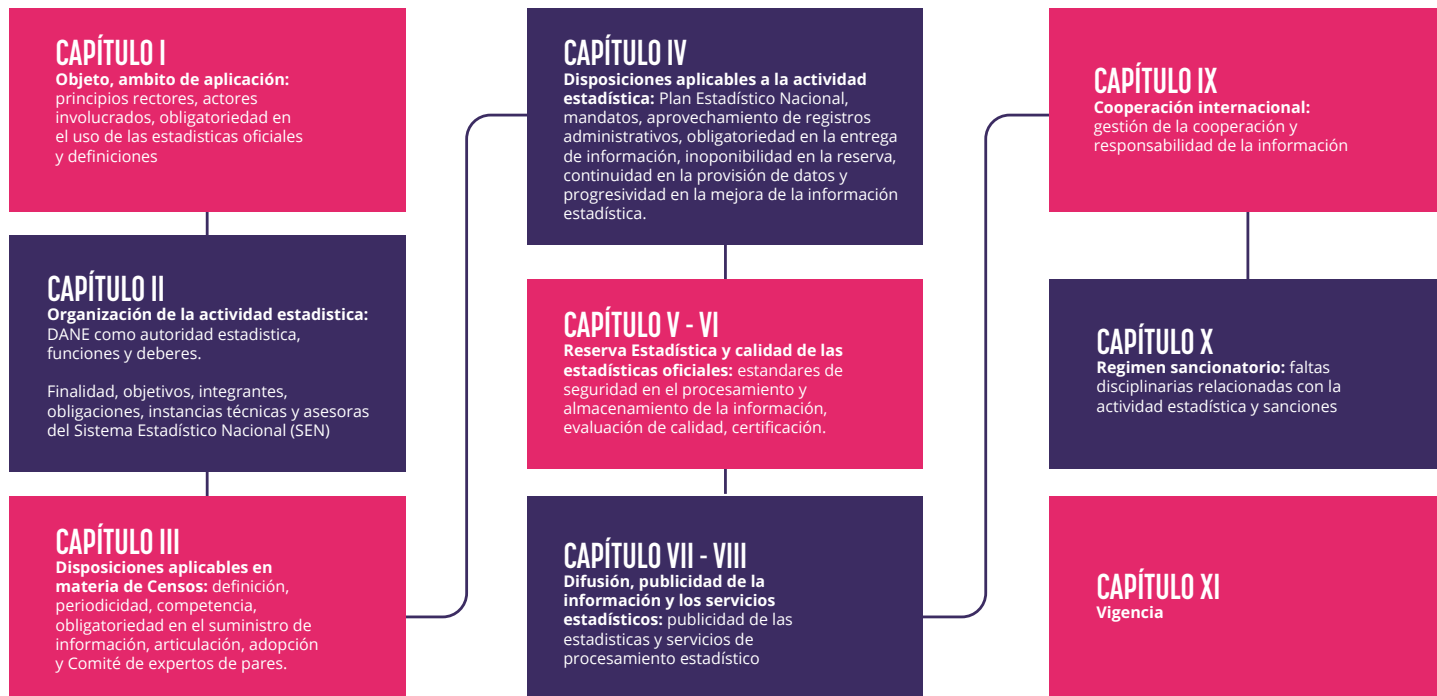 CAPÍTULO I
Objeto, ambito de aplicación:
principios rectores, actores
involucrados, obligatoriedad en
el uso de las estadisticas oficiales
y definiciones
CAPÍTULO II
Organización de la actividad estadistica:
DANE como autoridad estadistica,
funciones y deberes.
Finalidad, objetivos, integrantes,
obligaciones, instancias técnicas y asesoras
del Sistema Estadístico Nacional (SEN)
CAPÍTULO III
Disposiciones aplicables en
materia de Censos: definición,
periodicidad, competencia,
obligatoriedad en el suministro de
información, articulación, adopción
y Comité de expertos de pares.
CAPÍTULO IV
Disposiciones aplicables a la actividad
estadística: Plan Estadístico Nacional,
mandatos, aprovechamiento de registros
administrativos, obligatoriedad en la entrega
de información, inoponibilidad en la reserva,
continuidad en la provisión de datos y
progresividad en la mejora de la información
estadística.
CAPÍTULO V - VI
Reserva Estadística y calidad de las
estadísticas oficiales: estandares de
seguridad en el procesamiento y
almacenamiento de la información,
evaluación de calidad, certificación.
CAPÍTULO VII - VIII
Difusión, publicidad de la
información y los servicios
estadísticos: publicidad de las
estadisticas y servicios de
procesamiento estadístico
CAPÍTULO IX
Cooperación internacional:
gestión de la cooperación y
responsabilidad de la información
CAPÍTULO X
Regimen sancionatorio: faltas
disciplinarias relacionadas con la
actividad estadística y sanciones
CAPÍTULO XI
Vigencia